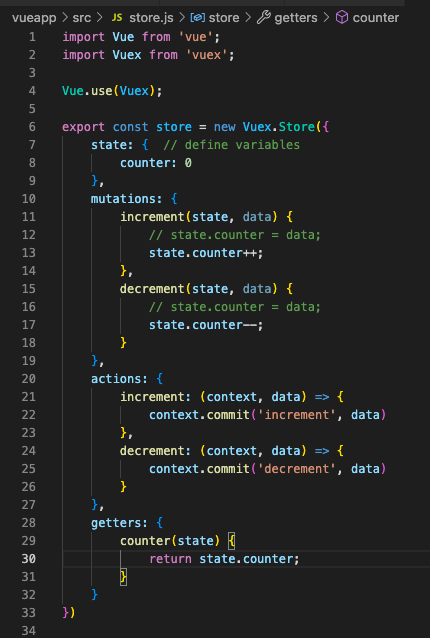 vueapp > src > JS store.js > store > getters > counter
1 import Vue from 'vue';
2 import Vuex from 'vuex';
3
4 Vue.use(Vuex);
5
6 export const store = new Vuex.Store({
7     state: {  // define variables
8         counter: 0
9     },
10     mutations: {
11         increment(state, data) {
12             // state.counter = data;
13             state.counter++;
14         },
15         decrement(state, data) {
16             // state.counter = data;
17             state.counter--;
18         }
19     },
20     actions: {
21         increment: (context, data) => {
22             context.commit('increment', data)
23         },
24         decrement: (context, data) => {
25             context.commit('decrement', data)
26         }
27     },
28     getters: {
29         counter(state) {
30             return state.counter;
31         }
32     }
33 })
34